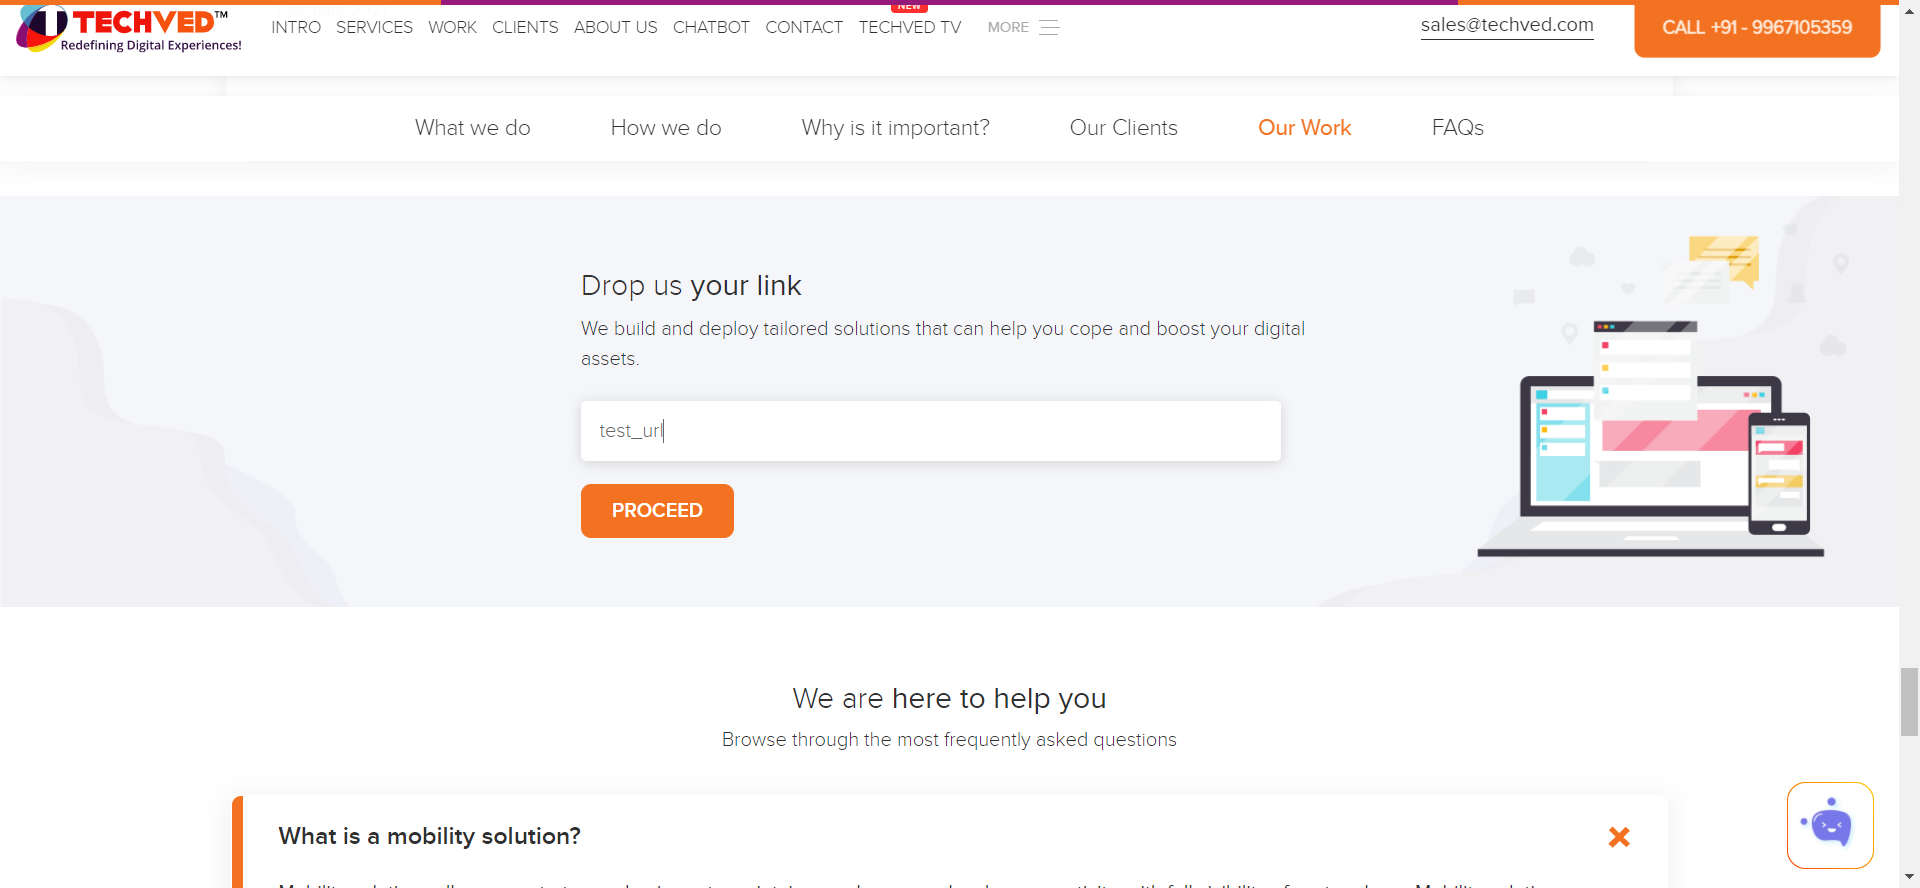 TECHVED™
Redefining Digital Experiences!
INTRO SERVICES WORK CLIENTS ABOUT US CHATBOT CONTACT TECHVED TV MORE
NEW
sales@techved.com
CALL +91 - 9967105359
What we do How we do Why is it important? Our Clients Our Work FAQs
Drop us your link
We build and deploy tailored solutions that can help you cope and boost your digital
assets.
test_url
PROCEED
We are here to help you
Browse through the most frequently asked questions
What is a mobility solution?